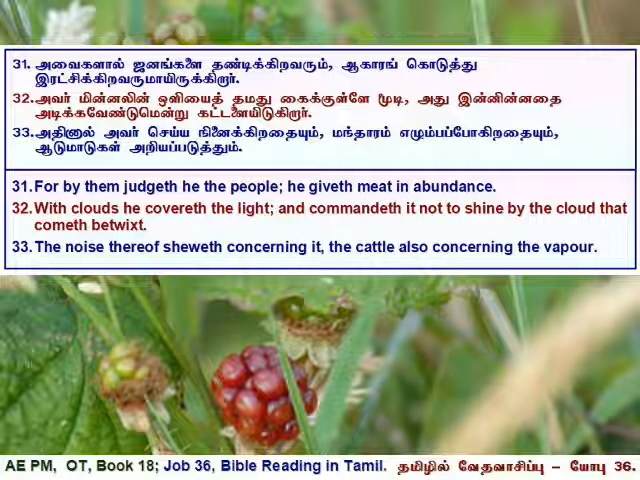 31. அவைகளால் ஜனங்களை தண்டிக்கிறவரும், ஆகாரங் கொடுத்து
இரட்சிக்கிறவருமாயிருக்கிறார்.
32. அவர் மின்னலின் ஒளியைத் தமது கைக்குள்ளே மூடி, அது இன்னின்னதை
அடிக்கவேண்டுமென்று கட்டளையிடுகிறார்.
33. அதினால் அவர் செய்ய நினைக்கிறதையும், மந்தாரம் எழும்பப்போகிறதையும்,
ஆடுமாடுகள் அறியப்படுத்தும்.
31. For by them judgeth he the people; he giveth meat in abundance.
32. With clouds he covereth the light; and commandeth it not to shine by the cloud that
cometh betwixt.
33. The noise thereof sheweth concerning it, the cattle also concerning the vapour.
AE PM, OT, Book 18; Job 36, Bible Reading in Tamil. தமிழில் வேதவாசிப்பு – யோபு 36.